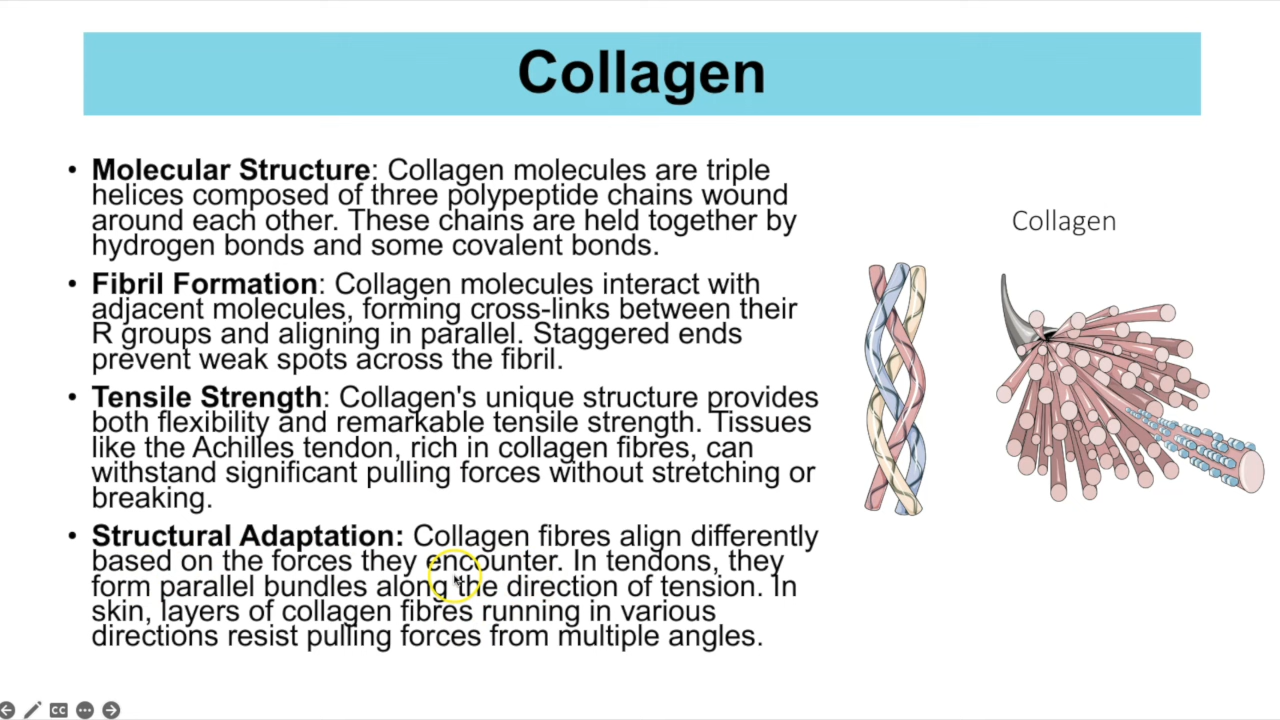 Collagen
• Molecular Structure: Collagen molecules are triple
helices composed of three polypeptide chains wound
around each other. These chains are held together by
hydrogen bonds and some covalent bonds.
• Fibril Formation: Collagen molecules interact with
adjacent molecules, forming cross-links between their
R groups and aligning in parallel. Staggered ends
prevent weak spots across the fibril.
• Tensile Strength: Collagen's unique structure provides
both flexibility and remarkable tensile strength. Tissues
like the Achilles tendon, rich in collagen fibres, can
withstand significant pulling forces without stretching or
breaking.
• Structural Adaptation: Collagen fibres align differently
based on the forces they encounter. In tendons, they
form parallel bundles along the direction of tension. In
skin, layers of collagen fibres running in various
directions resist pulling forces from multiple angles.
Collagen
CC